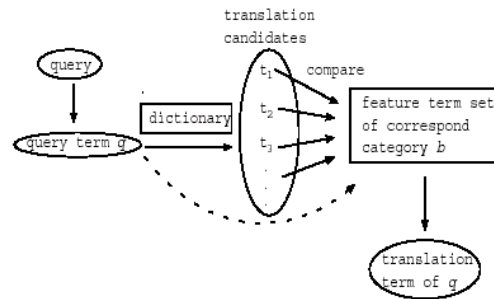 translation
candidates
query
t1
compare
dictionary
t2
feature term set
of correspond
category b
query term q
t3
translation
term of q